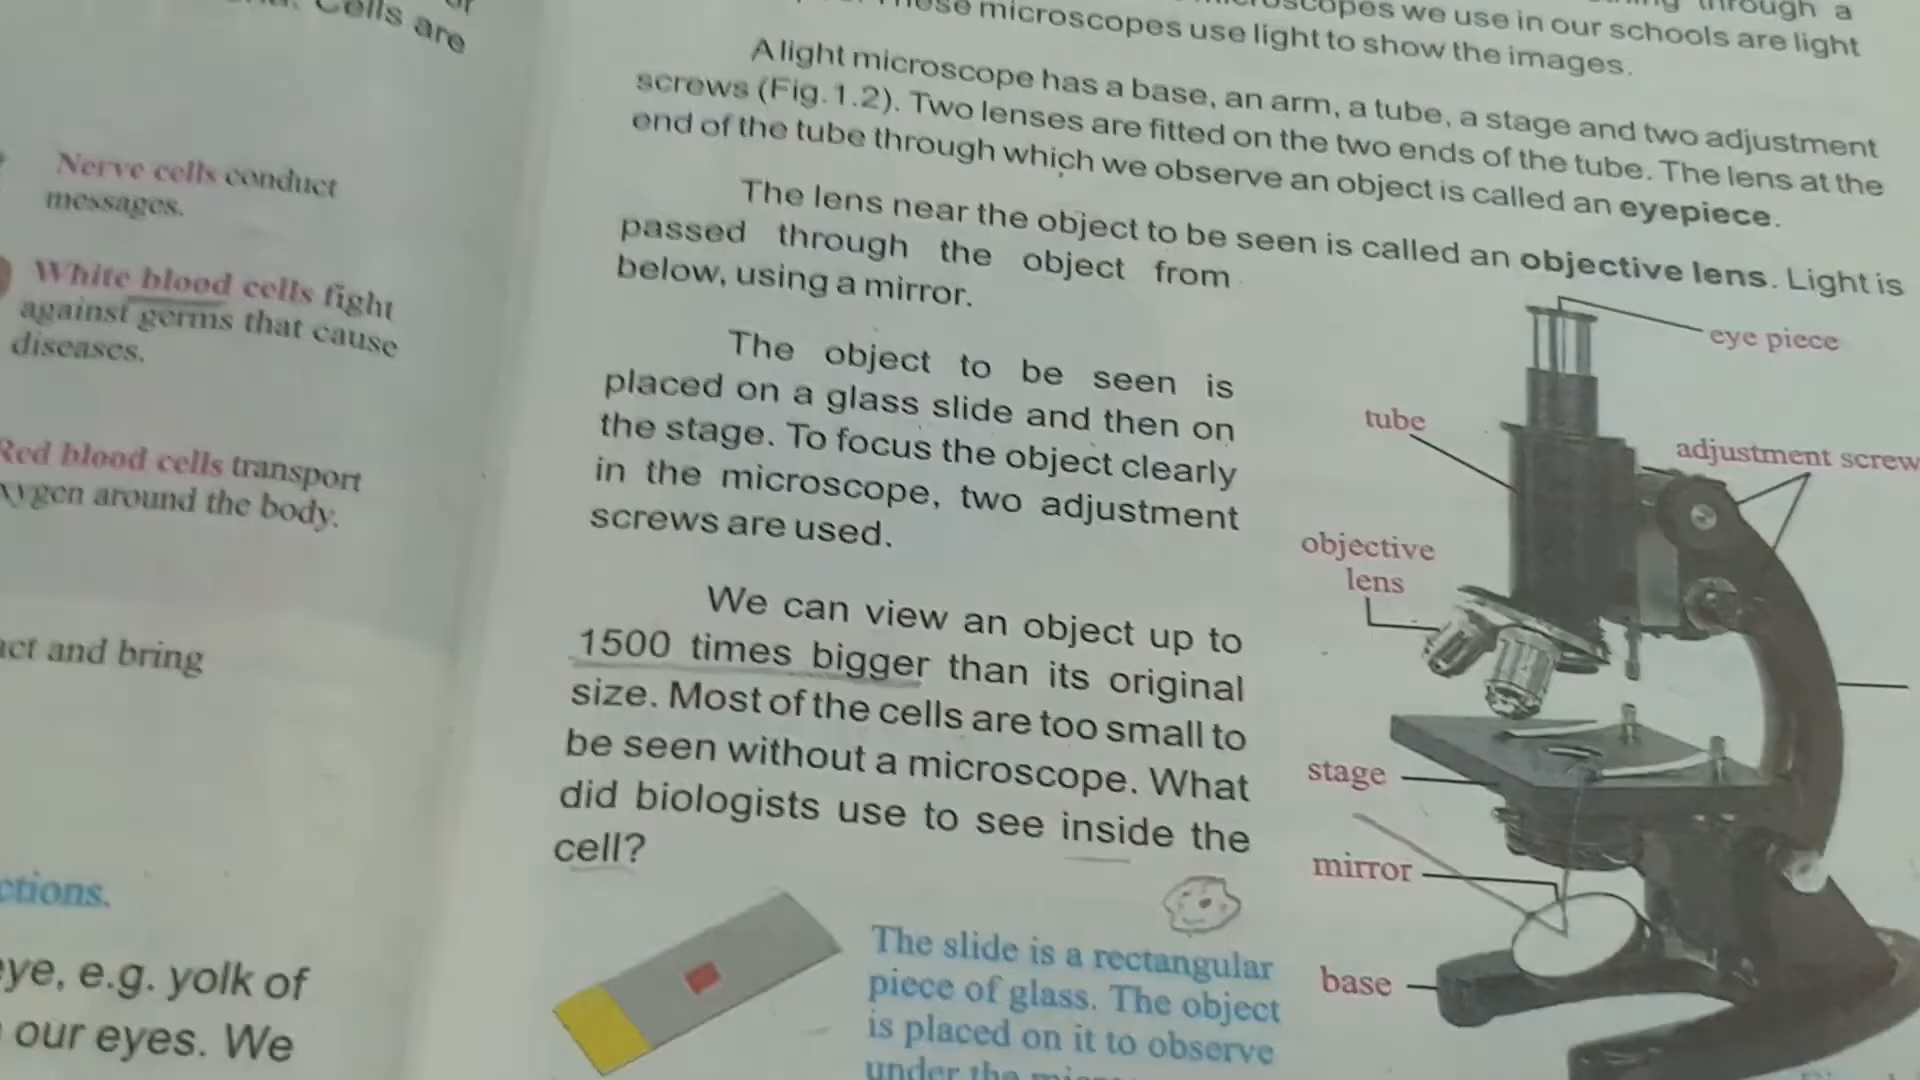 Cells are
Nerve cells conduct
messages.
White blood cells fight
against germs that cause
diseases.
Red blood cells transport
oxygen around the body.
and bring
e.g. yolk of
our eyes. We
through a
microscopes we use in our schools are light
These microscopes use light to show the images.
A light microscope has a base, an arm, a tube, a stage and two adjustment
screws (Fig. 1.2). Two lenses are fitted on the two ends of the tube. The lens at the
end of the tube through which we observe an object is called an eyepiece.
The lens near the object to be seen is called an objective lens. Light is
passed through the object from
below, using a mirror.
The object to be seen is
placed on a glass slide and then on
the stage. To focus the object clearly
in the microscope, two adjustment
screws are used.
We can view an object up to
1500 times bigger than its original
size. Most of the cells are too small to
be seen without a microscope. What
did biologists use to see inside the
cell?
The slide is a rectangular
piece of glass. The object
is placed on it to observe
under the
eye piece
tube
adjustment screw
objective
lens
stage
mirror
base